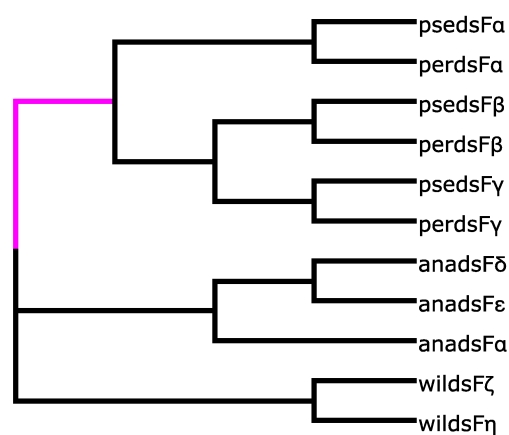 psedsFα
perdsFα
psedsFβ
perdsFβ
psedsFγ
perdsFγ
anadsFδ
anadsFε
anadsFα
wildsFζ
wildsFη